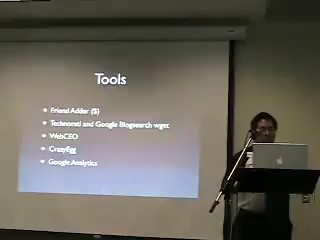 Tools
Friend Adder ($)
Technorati and Google Blogsearch wget
WebCEO
CrazyEgg
Google Analytics